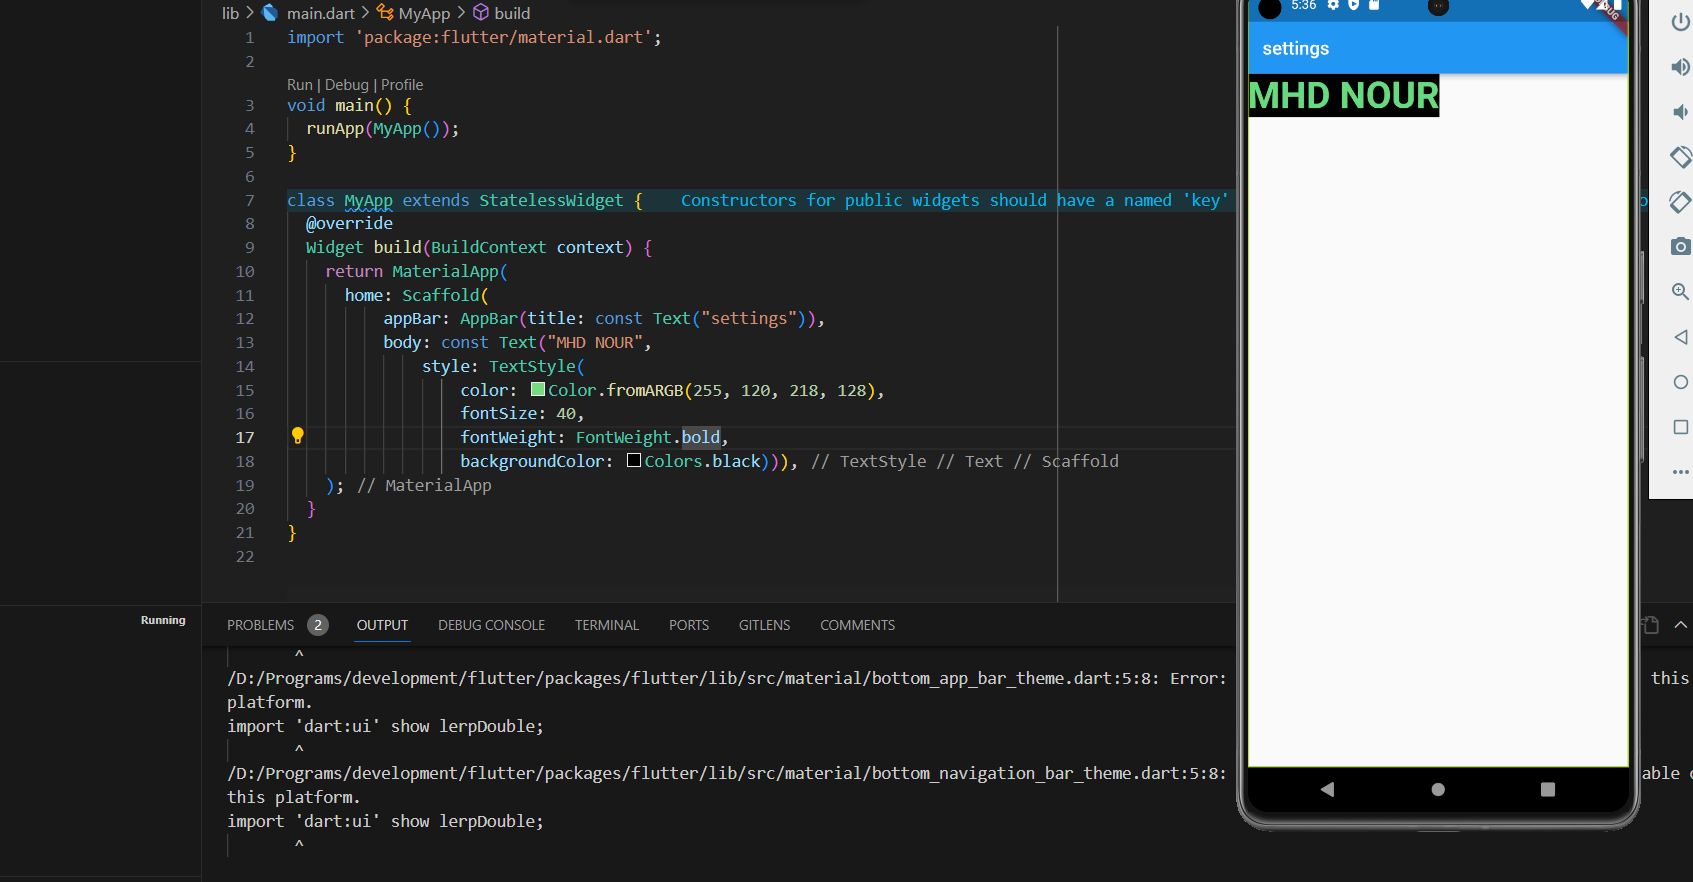 lib > main.dart > MyApp > build
1 import 'package:flutter/material.dart';
2
Run | Debug | Profile
3 void main() {
4 runApp(MyApp());
5 }
6
7 class MyApp extends StatelessWidget { Constructors for public widgets should have a named 'key'
8 @override
9 Widget build(BuildContext context) {
10 return MaterialApp(
11 home: Scaffold(
12 appBar: AppBar(title: const Text("settings")),
13 body: const Text("MHD NOUR",
14 style: TextStyle(
15 color: Color.fromARGB(255, 120, 218, 128),
16 fontSize: 40,
17 fontWeight: FontWeight.bold,
18 backgroundColor: Colors.black))), // TextStyle // Text // Scaffold
19 ); // MaterialApp
20 }
21 }
22
Running
PROBLEMS 2 OUTPUT DEBUG CONSOLE TERMINAL PORTS GITLENS COMMENTS
^
/D:/Programs/development/flutter/packages/flutter/lib/src/material/bottom_app_bar_theme.dart:5:8: Error: this
platform.
import 'dart:ui' show lerpDouble;
^
/D:/Programs/development/flutter/packages/flutter/lib/src/material/bottom_navigation_bar_theme.dart:5:8:
this platform.
import 'dart:ui' show lerpDouble;
^
5:36
settings
MHD NOUR